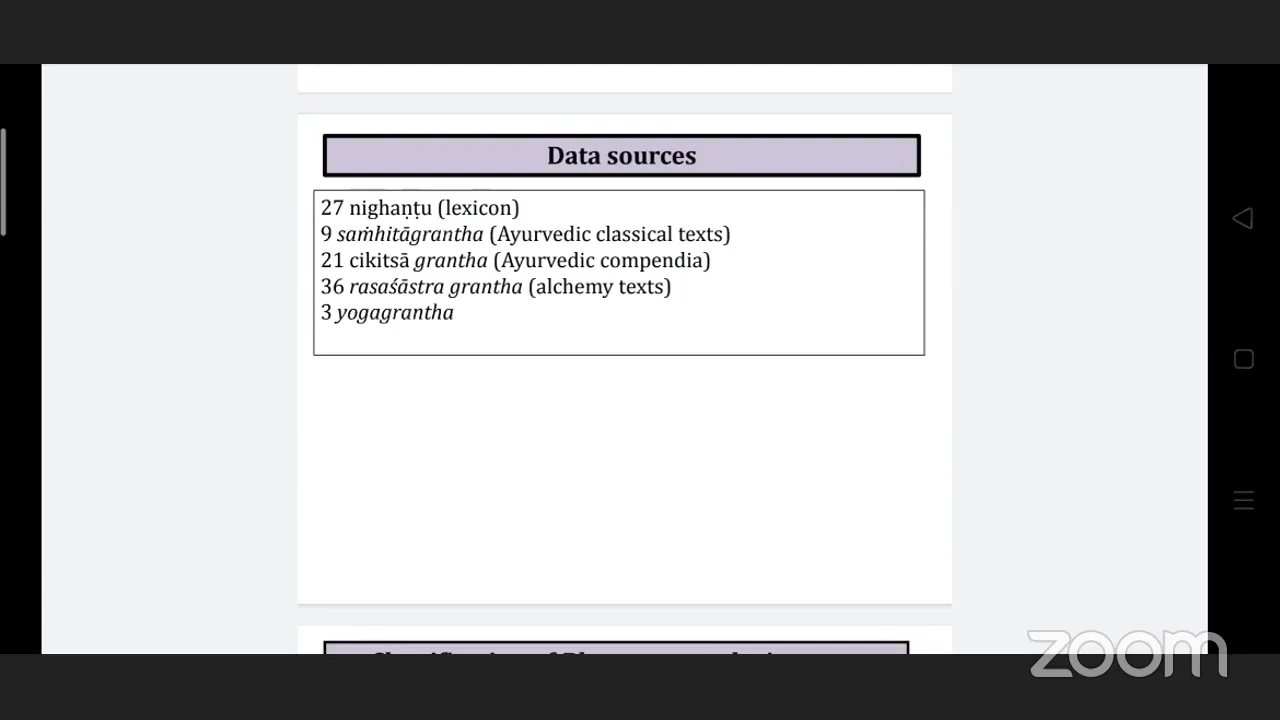 Data sources
27 nighaṇṭu (lexicon)
9 saṁhitāgrantha (Ayurvedic classical texts)
21 cikitsā grantha (Ayurvedic compendia)
36 rasaśāstra grantha (alchemy texts)
3 yogagrantha
zoom